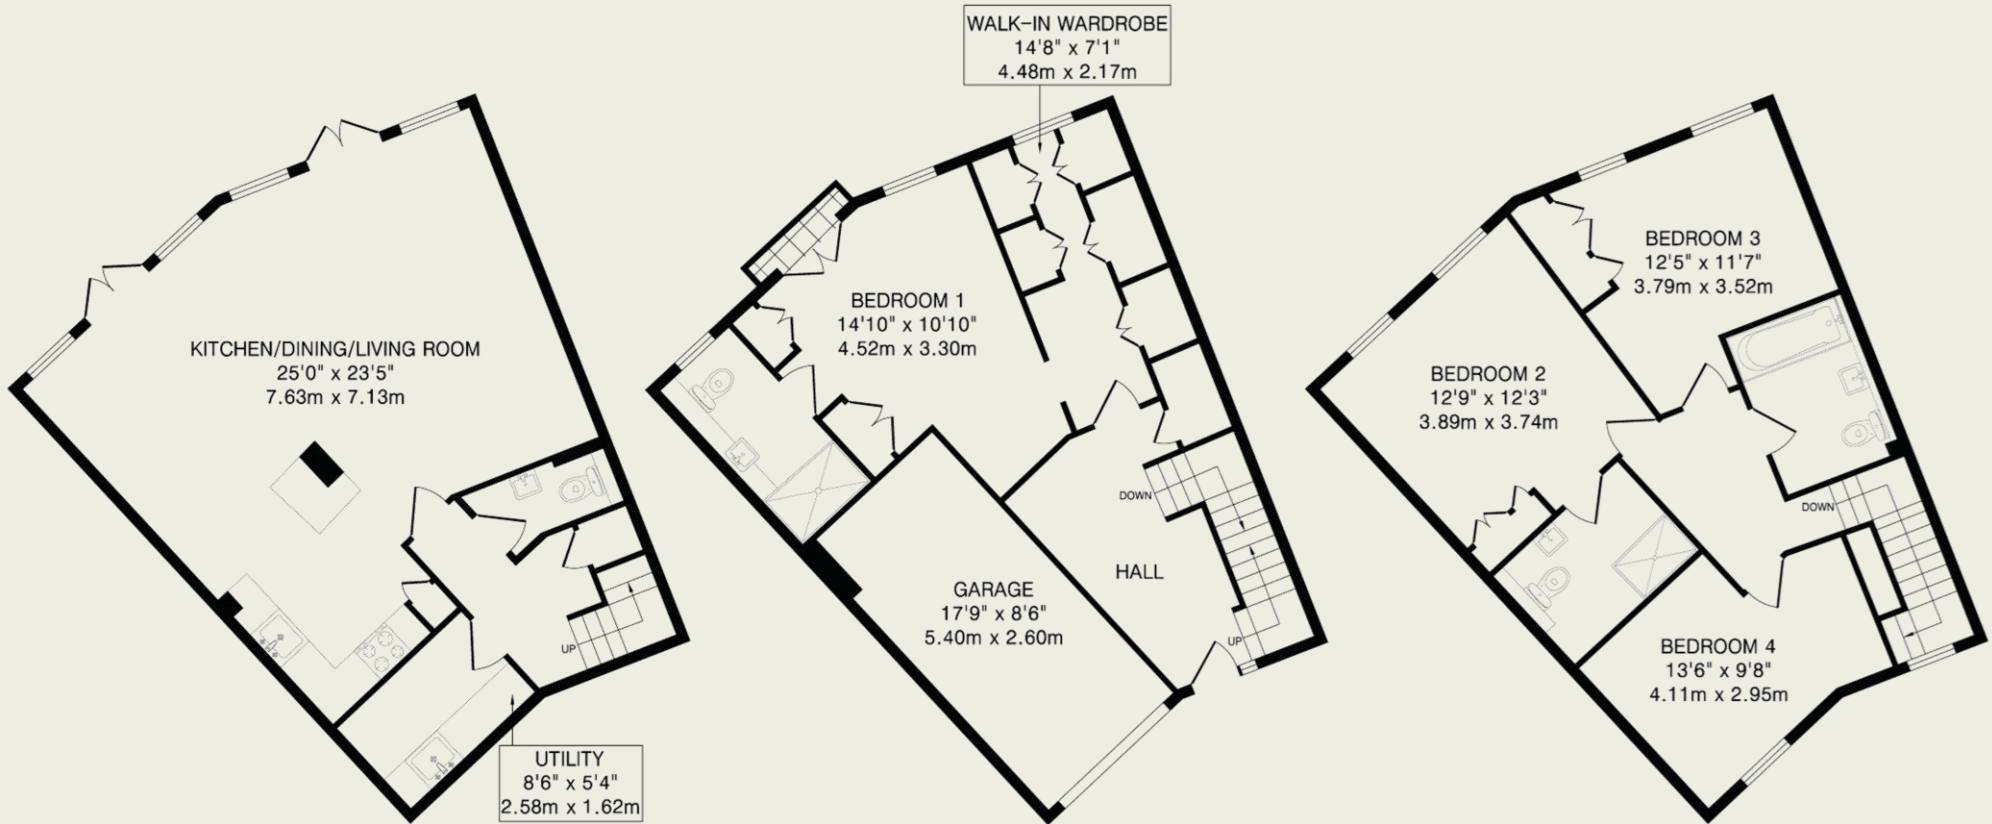 WALK-IN WARDROBE
14'8" x 7'1"
4.48m x 2.17m
KITCHEN/DINING/LIVING ROOM
25'0" x 23'5"
7.63m x 7.13m
UP
UTILITY
8'6" x 5'4"
2.58m x 1.62m
BEDROOM 1
14'10" x 10'10"
4.52m x 3.30m
DOWN
HALL
GARAGE
17'9" x 8'6"
5.40m x 2.60m
UP
BEDROOM 3
12'5" x 11'7"
3.79m x 3.52m
BEDROOM 2
12'9" x 12'3"
3.89m x 3.74m
DOWN
BEDROOM 4
13'6" x 9'8"
4.11m x 2.95m